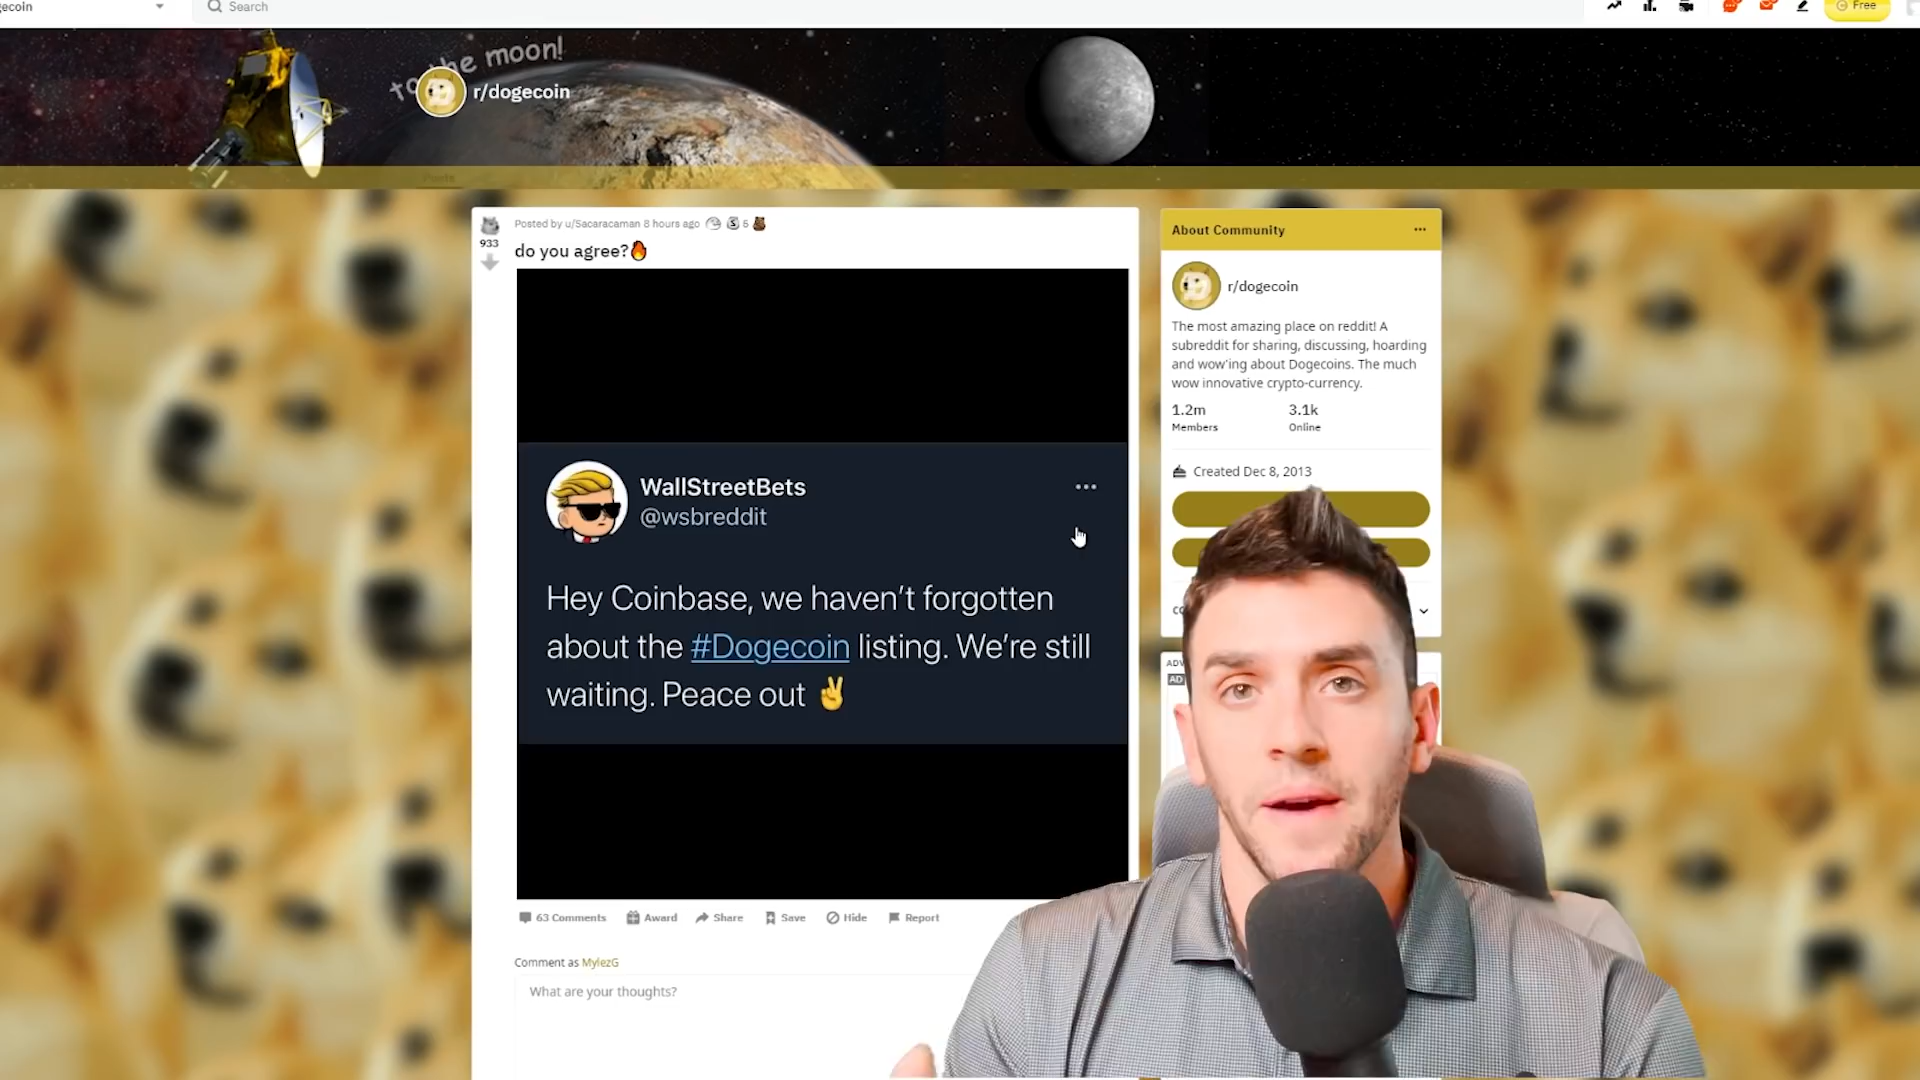 ecoin
Search
Free
to the moon!
r/dogecoin
Posts
Posted by u/Sacaracaman 8 hours ago
5
933
do you agree?🔥
WallStreetBets
@wsbreddit
Hey Coinbase, we haven't forgotten
about the #Dogecoin listing. We're still
waiting. Peace out ✌️
63 Comments Award Share Save Hide Report
Comment as MylezG
What are your thoughts?
About Community
r/dogecoin
The most amazing place on reddit! A
subreddit for sharing, discussing, hoarding
and wow'ing about Dogecoins. The much
wow innovative crypto-currency.
1.2m 3.1k
Members Online
Created Dec 8, 2013
AD